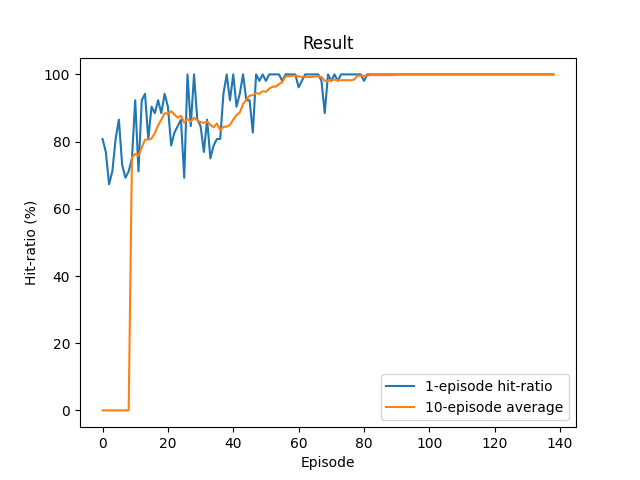 Result
Hit-ratio (%)
100
80
60
40
20
0
1-episode hit-ratio
10-episode average
0 20 40 60 80 100 120 140
Episode